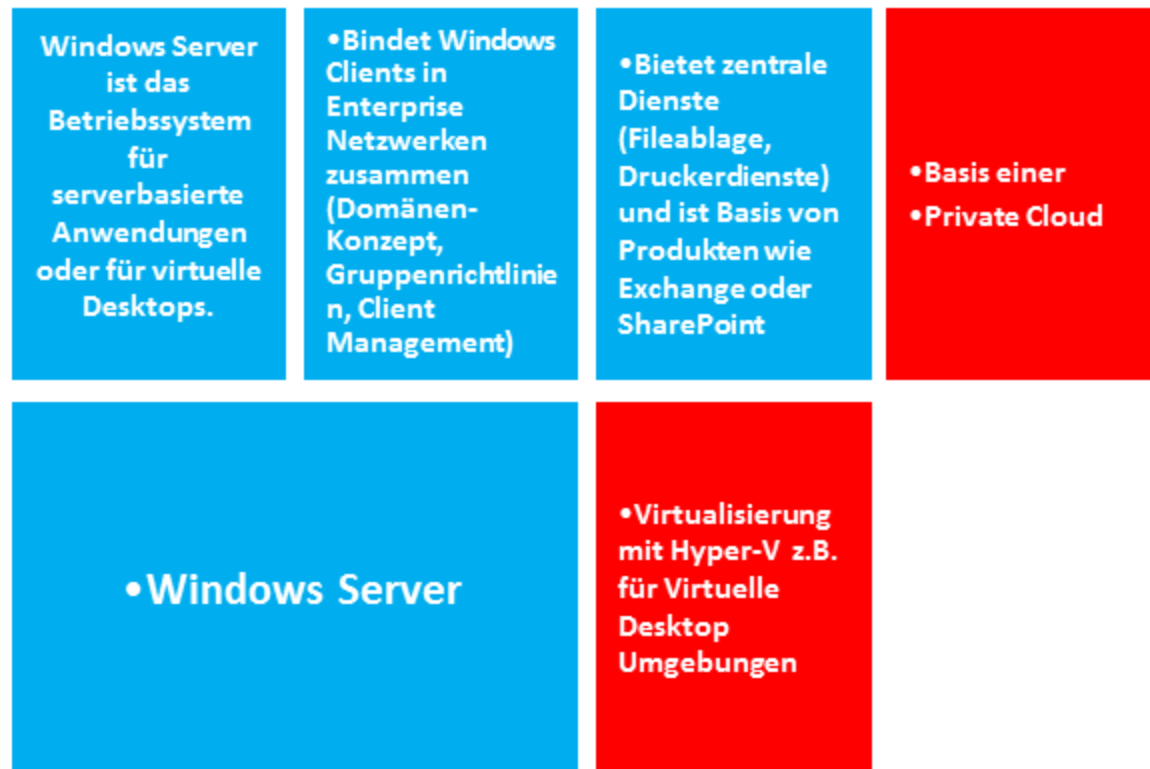 Windows Server
ist das
Betriebssystem
für
serverbasierte
Anwendungen
oder für virtuelle
Desktops.
•Bindet Windows
Clients in
Enterprise
Netzwerken
zusammen
(Domänen-
Konzept,
Gruppenrichtlinie
n, Client
Management)
•Bietet zentrale
Dienste
(Fileablage,
Druckerdienste)
und ist Basis von
Produkten wie
Exchange oder
SharePoint
•Basis einer
•Private Cloud
•Windows Server
•Virtualisierung
mit Hyper-V z.B.
für Virtuelle
Desktop
Umgebungen